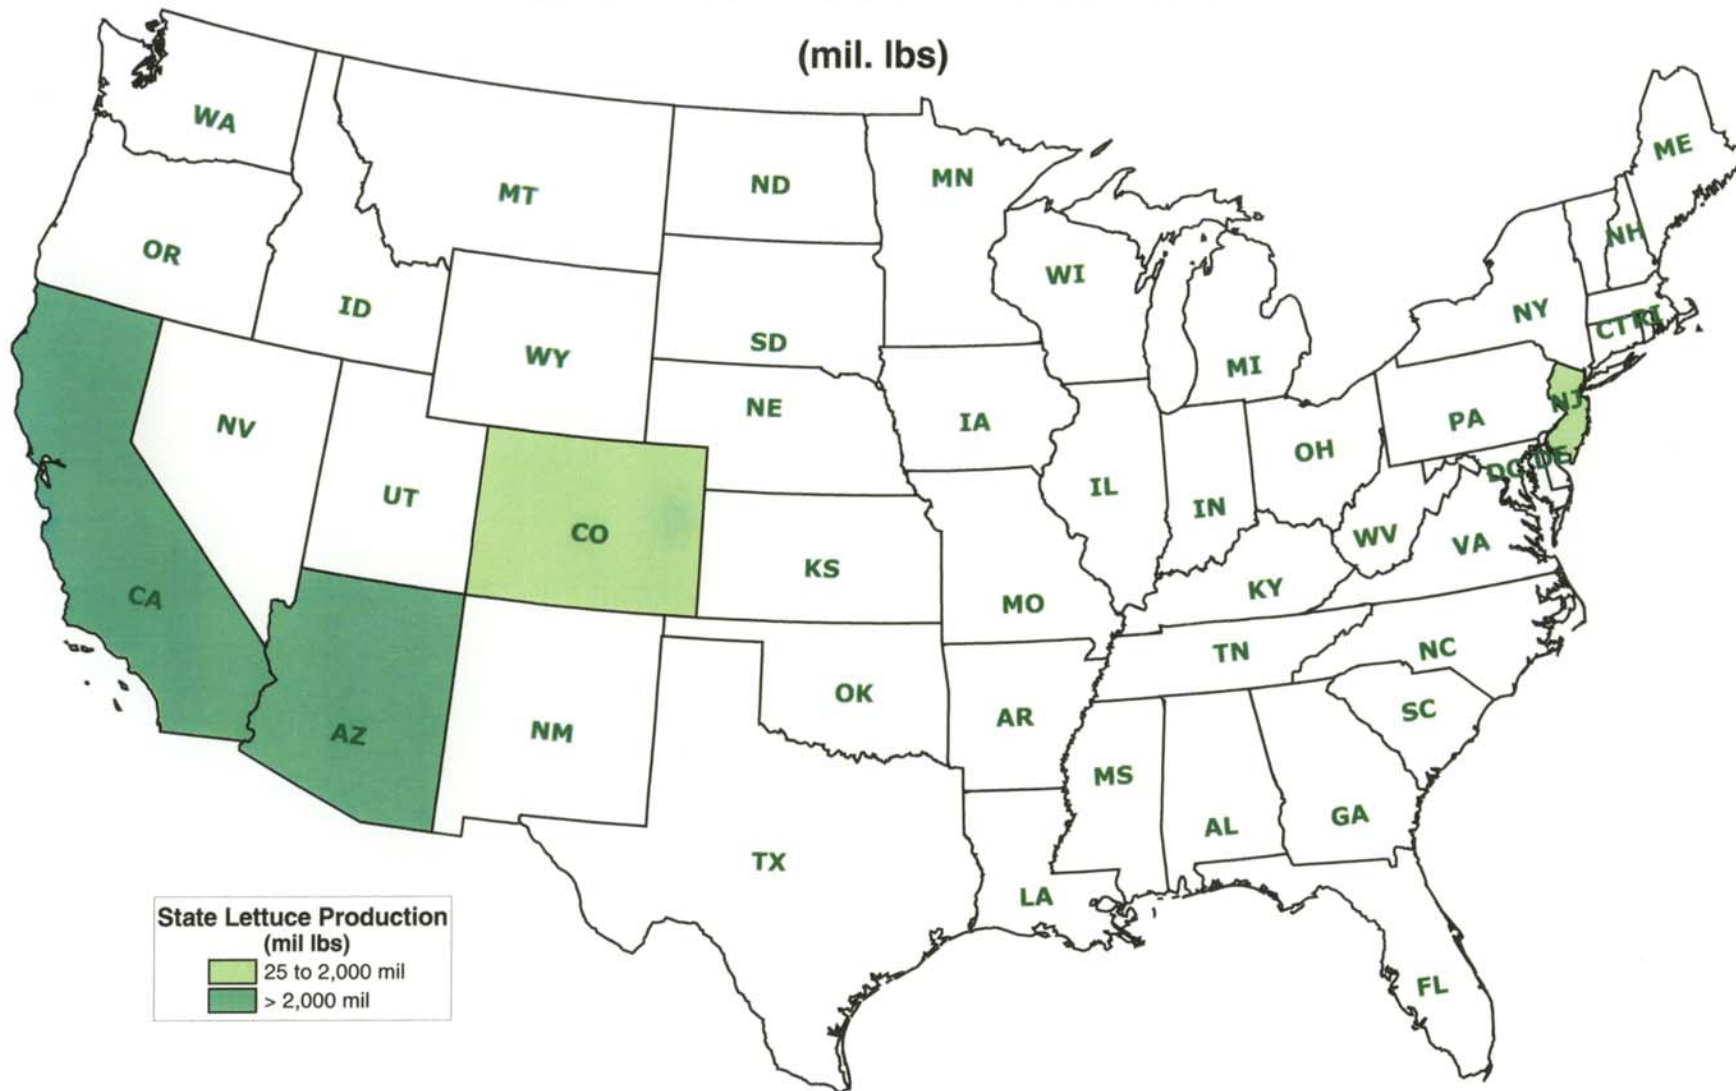 (mil. lbs)
WA
MT
ND
MN
ME
OR
ID
WY
SD
WI
MI
NY
NH
CT
RI
NV
UT
CO
NE
IA
IL
IN
OH
PA
NJ
DC
DE
CA
AZ
NM
KS
OK
MO
KY
WV
VA
TN
NC
AR
SC
TX
LA
MS
AL
GA
FL
State Lettuce Production
(mil lbs)
25 to 2,000 mil
> 2,000 mil